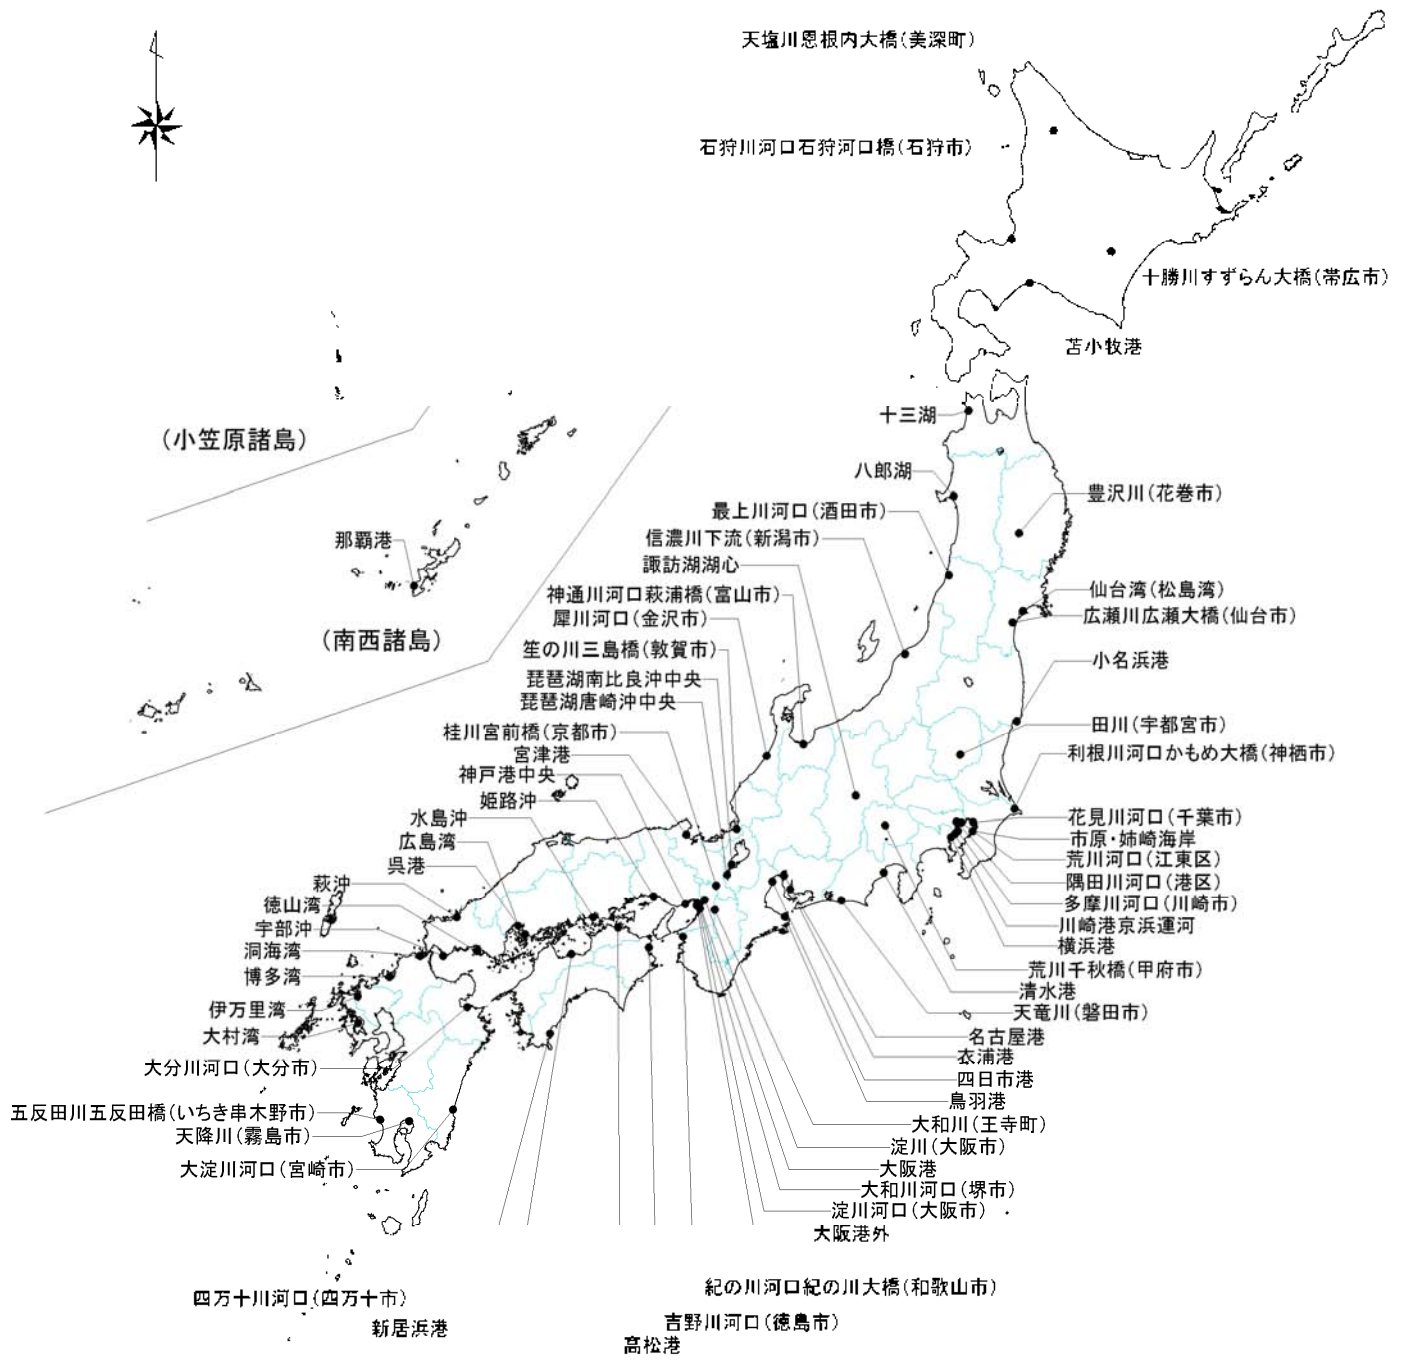 天塩川恩根内大橋(美深町)
石狩川河口石狩河口橋(石狩市)
十勝川すずらん大橋(帯広市)
苫小牧港
十三湖
(小笠原諸島)
八郎湖
豊沢川(花巻市)
最上川河口(酒田市)
信濃川下流(新潟市)
那覇港
諏訪湖湖心
仙台湾(松島湾)
神通川河口萩浦橋(富山市)
広瀬川広瀬大橋(仙台市)
犀川河口(金沢市)
(南西諸島)
笙の川三島橋(敦賀市)
小名浜港
琵琶湖南比良沖中央
琵琶湖唐崎沖中央
田川(宇都宮市)
桂川宮前橋(京都市)
宮津港
利根川河口かもめ大橋(神栖市)
神戸港中央
姫路沖
水島沖
花見川河口(千葉市)
広島湾
市原・姉崎海岸
呉港
荒川河口(江東区)
萩沖
隅田川河口(港区)
徳山湾
多摩川河口(川崎市)
宇部沖
川崎港京浜運河
洞海湾
横浜港
博多湾
荒川千秋橋(甲府市)
清水港
伊万里湾
天竜川(磐田市)
大村湾
名古屋港
衣浦港
大分川河口(大分市)
四日市港
鳥羽港
五反田川五反田橋(いちき串木野市)
大和川(王寺町)
天降川(霧島市)
淀川(大阪市)
大淀川河口(宮崎市)
大阪港
大和川河口(堺市)
淀川河口(大阪市)
大阪港外
紀の川河口紀の川大橋(和歌山市)
四万十川河口(四万十市)
吉野川河口(徳島市)
新居浜港
高松港